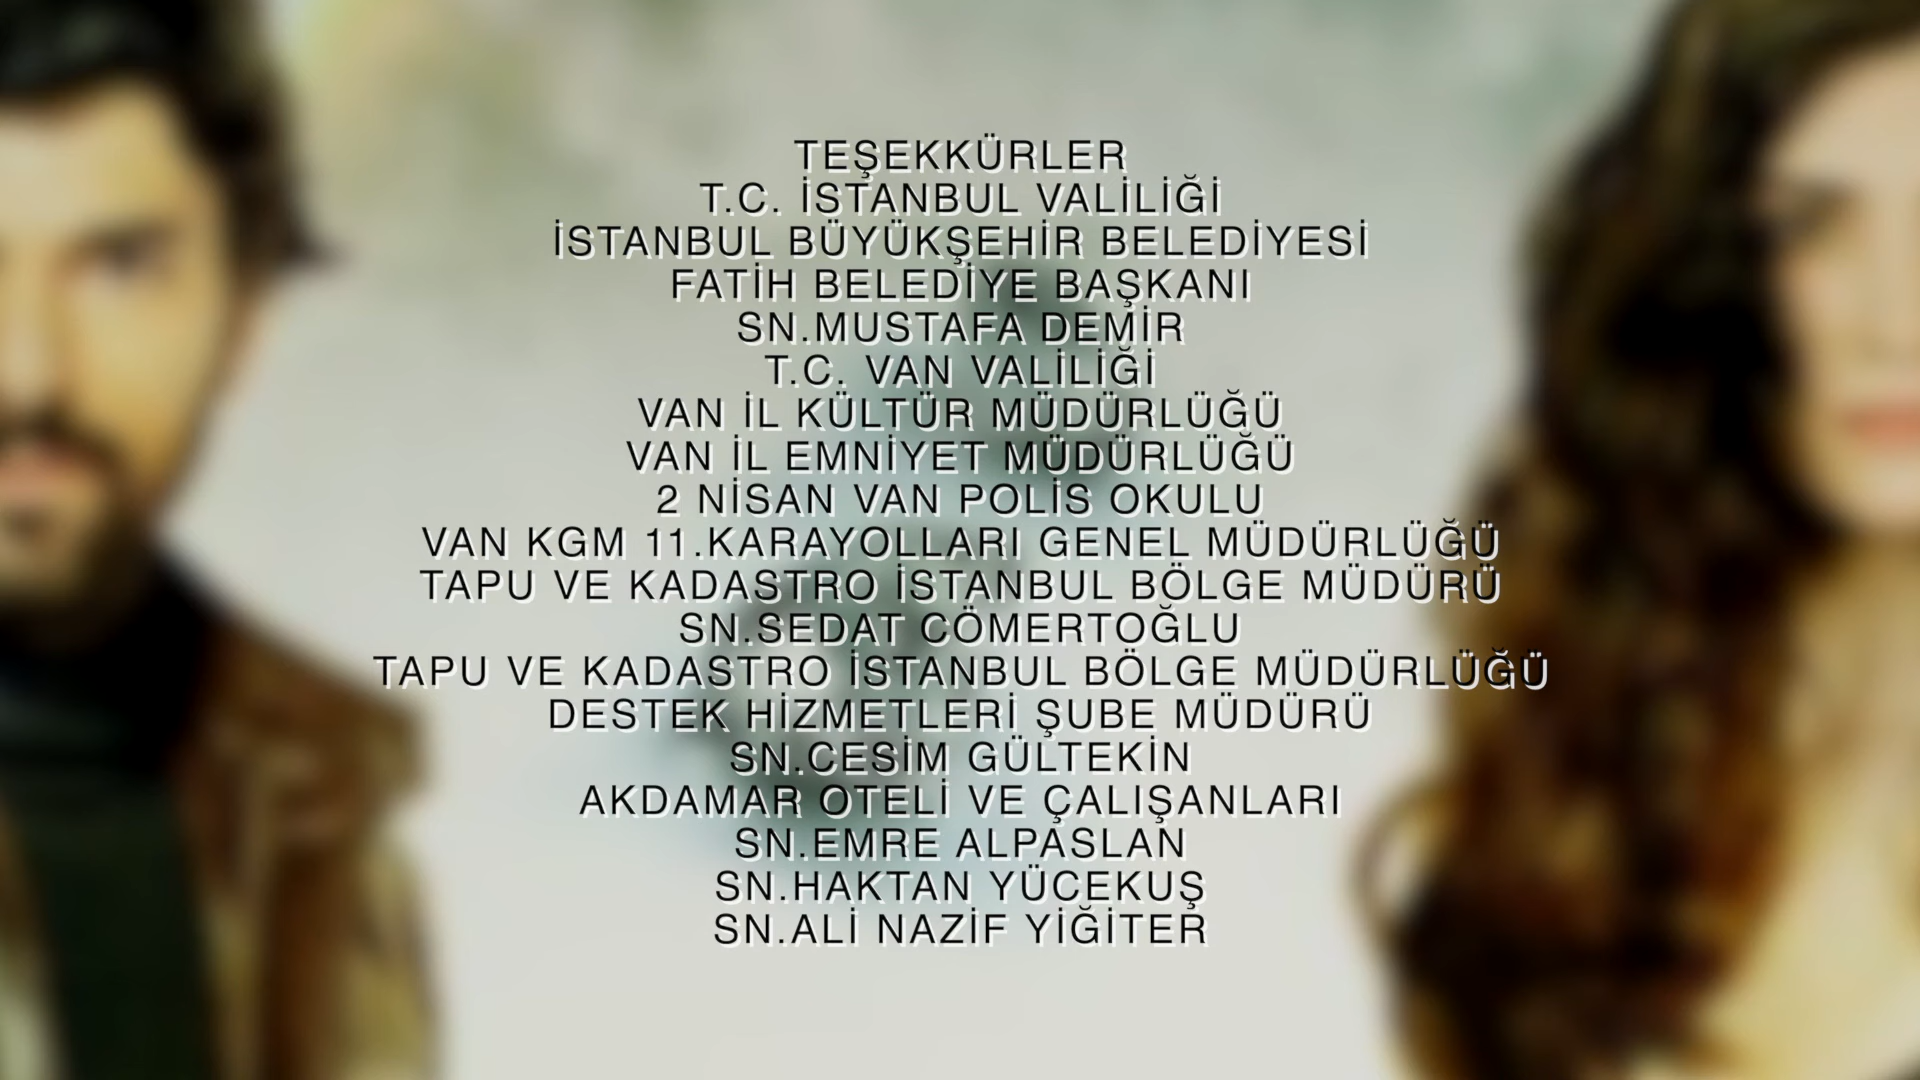 TEŞEKKÜRLER
T.C. İSTANBUL VALİLİĞİ
İSTANBUL BÜYÜKŞEHİR BELEDİYESİ
FATİH BELEDİYE BAŞKANI
SN.MUSTAFA DEMİR
T.C. VAN VALİLİĞİ
VAN İL KÜLTÜR MÜDÜRLÜĞÜ
VAN İL EMNİYET MÜDÜRLÜĞÜ
2 NİSAN VAN POLİS OKULU
VAN KGM 11.KARAYOLLARI GENEL MÜDÜRLÜĞÜ
TAPU VE KADASTRO İSTANBUL BÖLGE MÜDÜRÜ
SN.SEDAT CÖMERTOĞLU
TAPU VE KADASTRO İSTANBUL BÖLGE MÜDÜRLÜĞÜ
DESTEK HİZMETLERİ ŞUBE MÜDÜRÜ
SN.CESİM GÜLTEKİN
AKDAMAR OTELİ VE ÇALIŞANLARI
SN.EMRE ALPASLAN
SN.HAKTAN YÜCEKUŞ
SN.ALİ NAZİF YİĞİTER